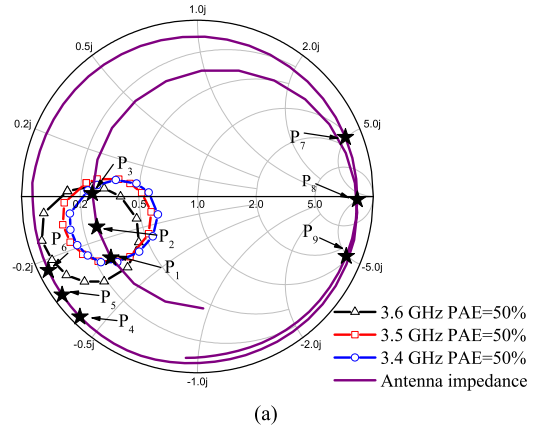 1.0j
0.5j
2.0j
0.2j
5.0j
P7
P3
P8
0.2
0.5
1.0
2.0
5.0
P2
P9
P6
P1
-0.2j
-5.0j
P5
P4
-0.5j
-2.0j
-1.0j
3.6 GHz PAE=50%
3.5 GHz PAE=50%
3.4 GHz PAE=50%
Antenna impedance
(a)